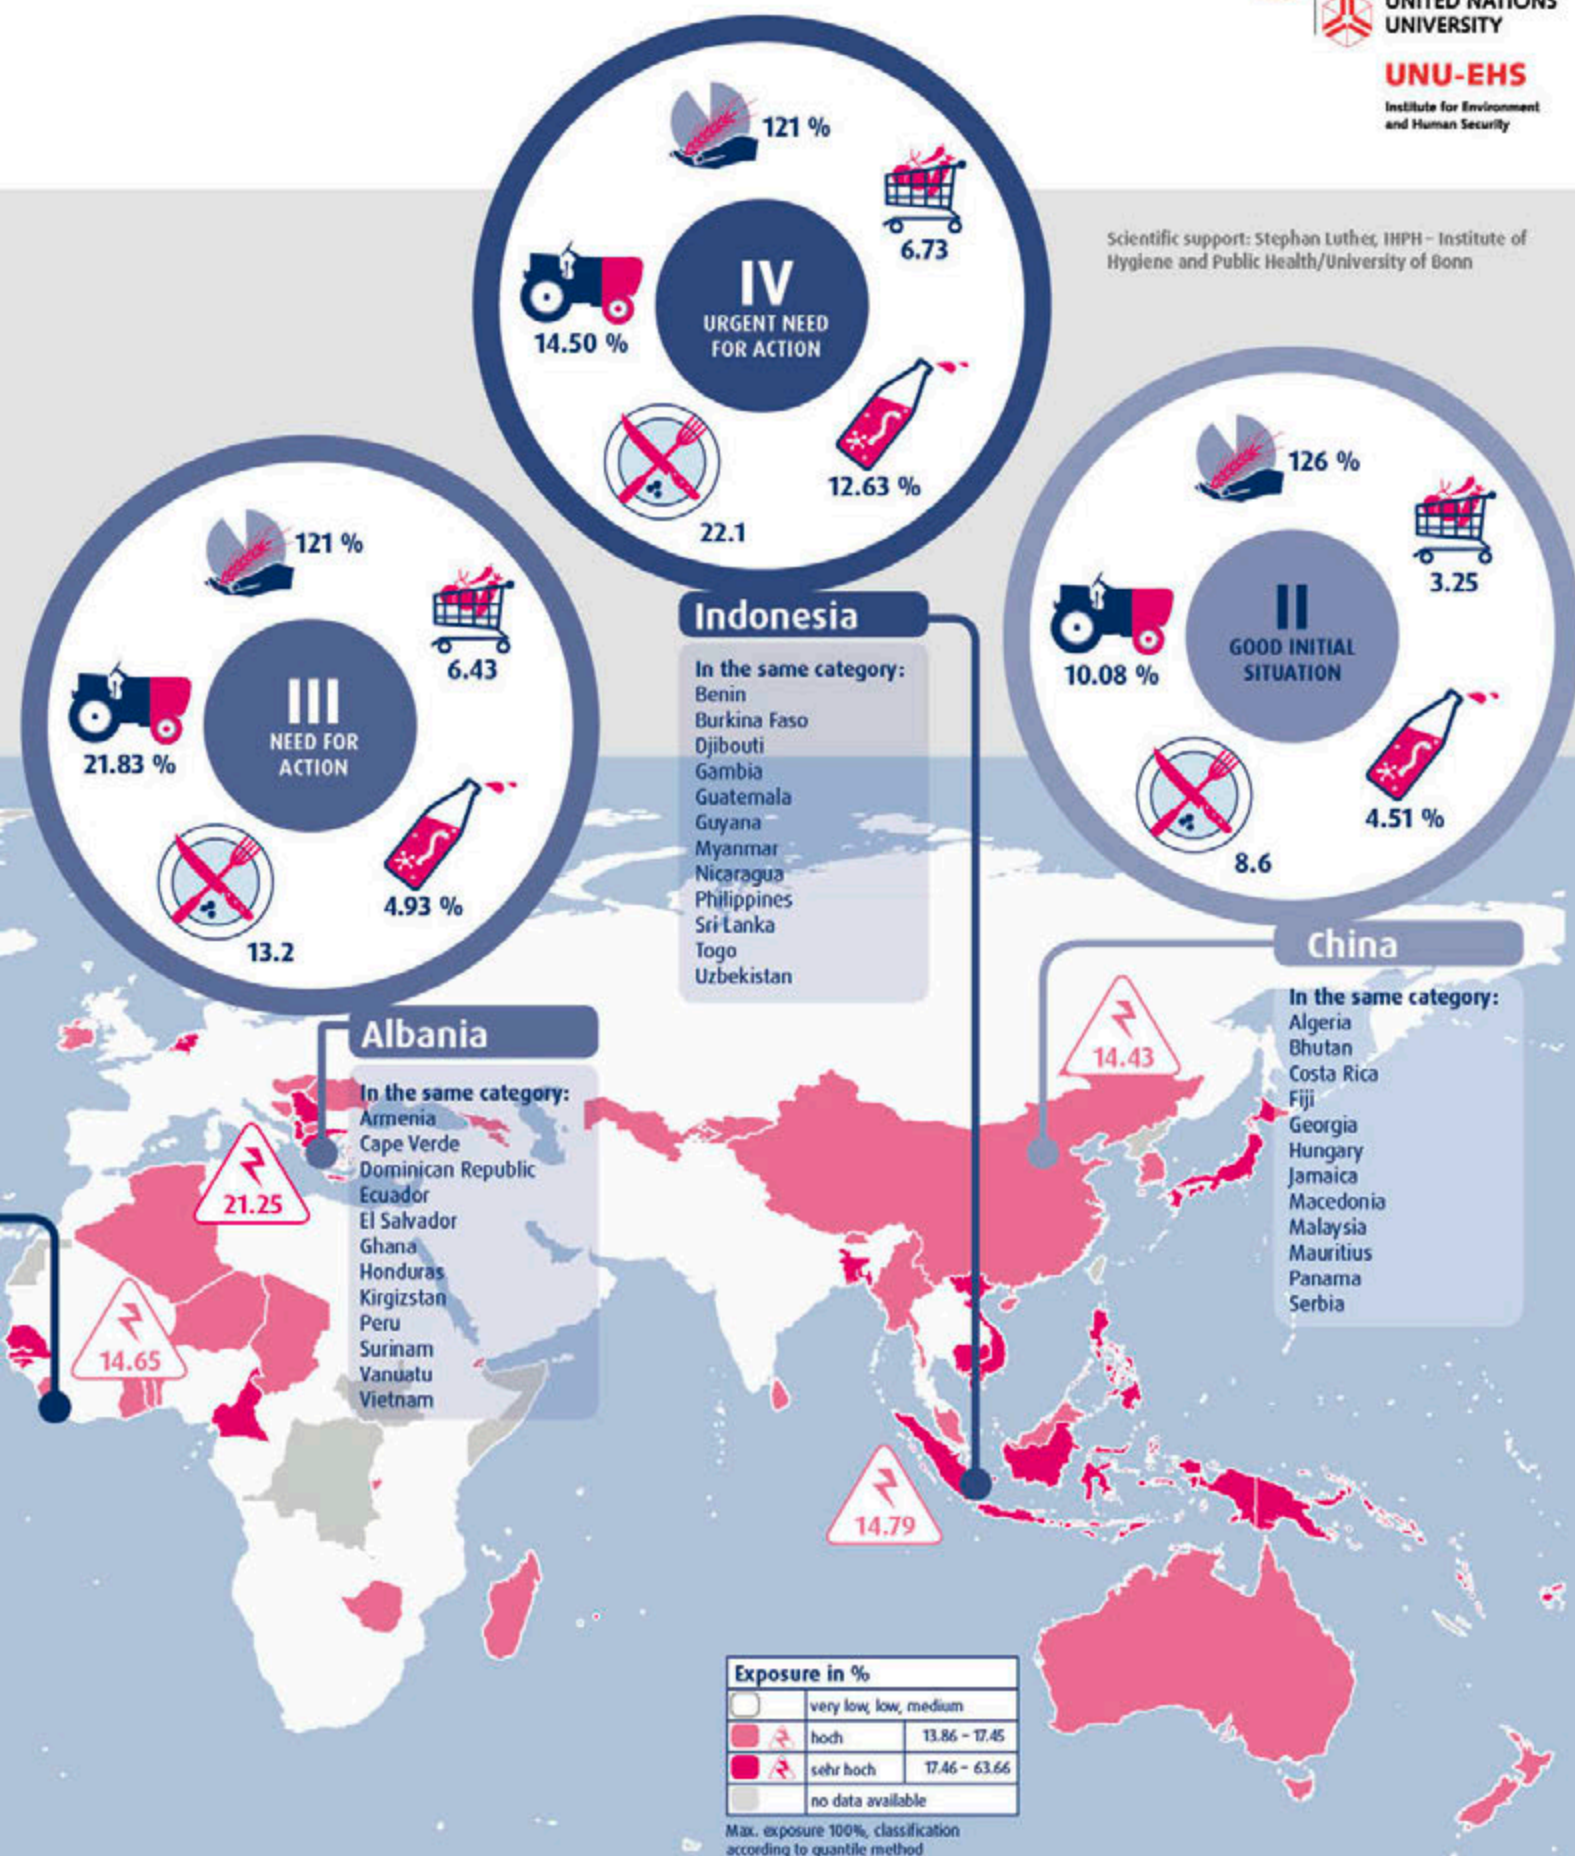 UNITED NATIONS
UNIVERSITY
UNU-EHS
Institute for Environment
and Human Security
Scientific support: Stephan Luther, IHPH – Institute of
Hygiene and Public Health/University of Bonn
121 %
6.73
14.50 %
IV
URGENT NEED
FOR ACTION
12.63 %
22.1
126 %
3.25
10.08 %
II
GOOD INITIAL
SITUATION
4.51 %
8.6
121 %
6.43
21.83 %
III
NEED FOR
ACTION
4.93 %
13.2
Indonesia
In the same category:
Benin
Burkina Faso
Djibouti
Gambia
Guatemala
Guyana
Myanmar
Nicaragua
Philippines
Sri Lanka
Togo
Uzbekistan
China
In the same category:
Algeria
Bhutan
Costa Rica
Fiji
Georgia
Hungary
Jamaica
Macedonia
Malaysia
Mauritius
Panama
Serbia
Albania
In the same category:
Armenia
Cape Verde
Dominican Republic
Ecuador
El Salvador
Ghana
Honduras
Kirgizstan
Peru
Surinam
Vanuatu
Vietnam
14.43
21.25
14.65
14.79
Exposure in %
very low, low, medium
hoch 13.86 – 17.45
sehr hoch 17.46 – 63.66
no data available
Max. exposure 100%, classification
according to quantile method